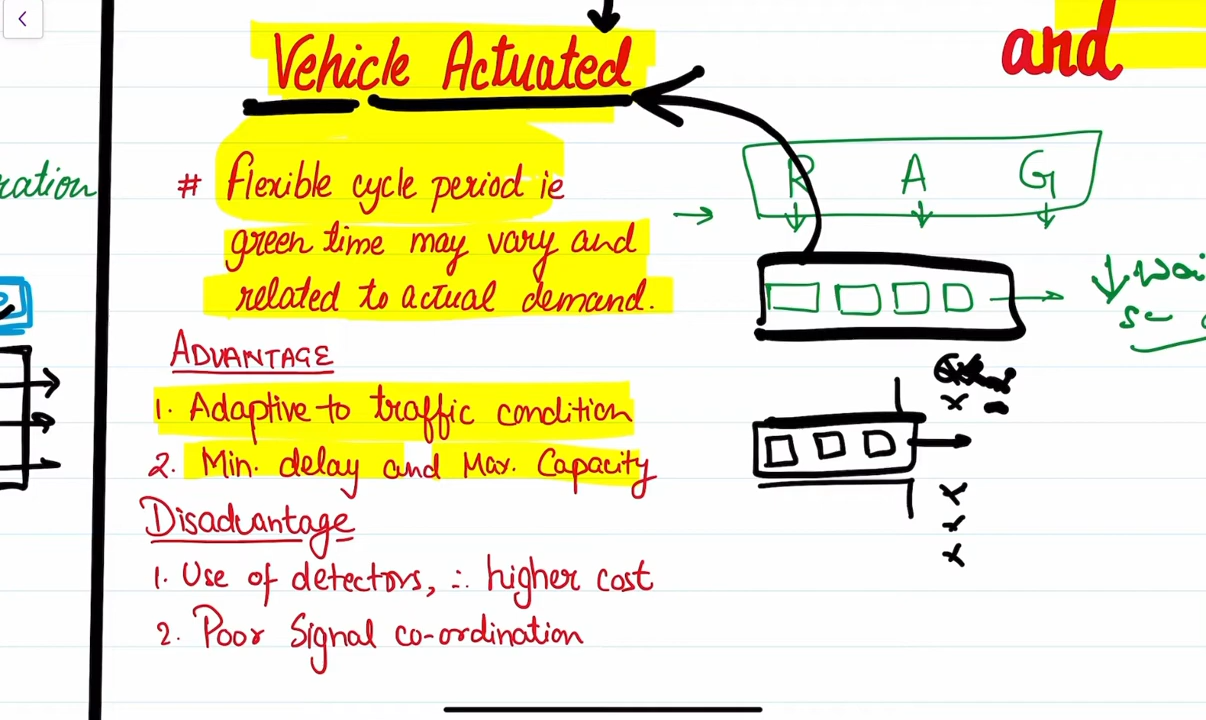 Vehicle Actuated
and
ration
# flexible cycle period ie
green time may vary and
related to actual demand.
R A G
ADVANTAGE
1. Adaptive to traffic condition
2. Min. delay and Max. Capacity
Disadvantage
1. Use of detectors, ∴ higher cost
2. Poor Signal co-ordination